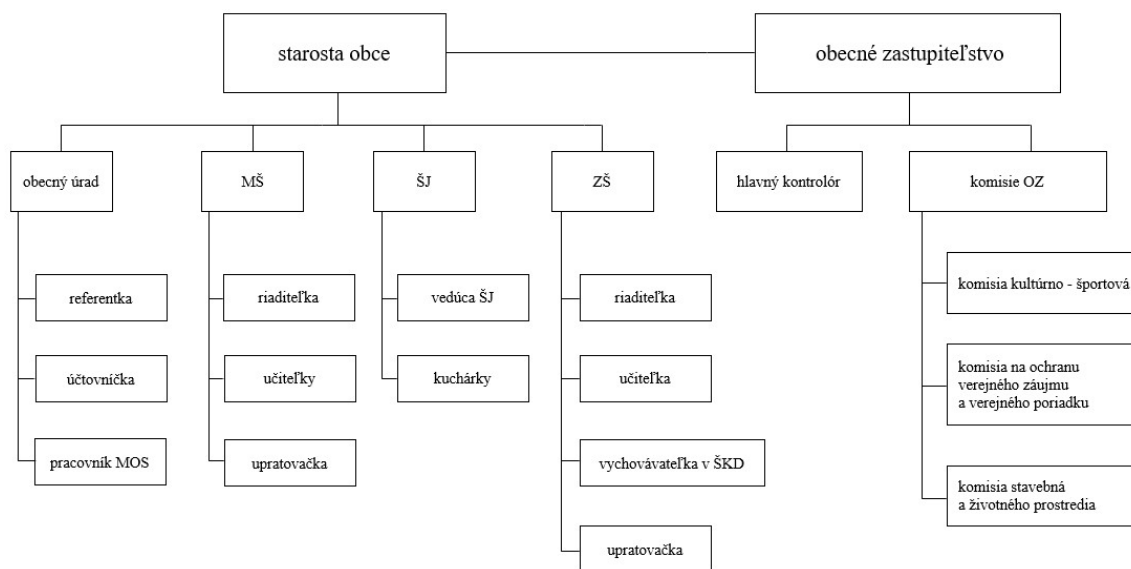 starosta obce
obecné zastupiteľstvo
obecný úrad
MŠ
ŠJ
ZŠ
hlavný kontrolór
komisie OZ
referentka
účtovníčka
pracovník MOS
riaditeľka
učiteľky
upratovačka
vedúca ŠJ
kuchárky
riaditeľka
učiteľka
vychovávateľka v ŠKD
upratovačka
komisia kultúrno - športová
komisia na ochranu
verejného záujmu
a verejného poriadku
komisia stavebná
a životného prostredia